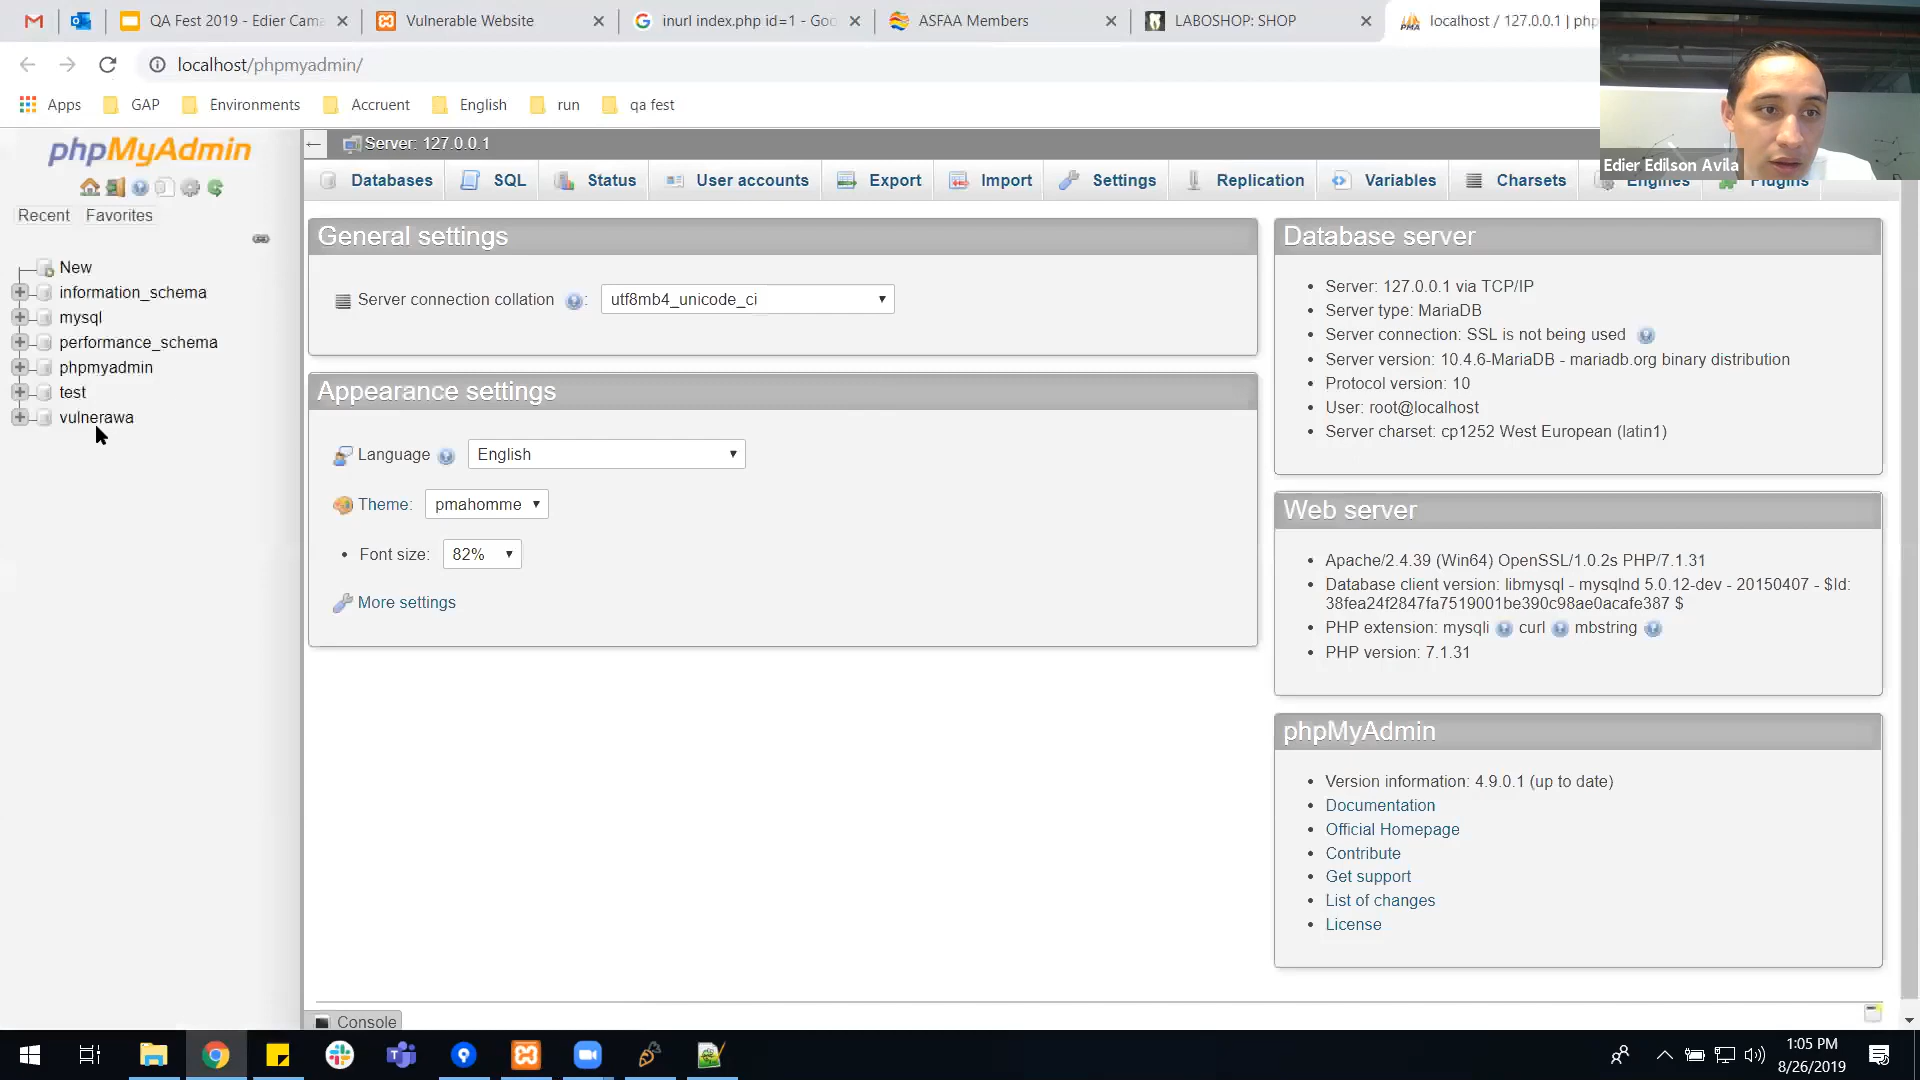 QA Fest 2019 - Edier Cama
Vulnerable Website
inurl index.php id=1 - Goo
ASFAA Members
LABOSHOP: SHOP
localhost / 127.0.0.1 | php
localhost/phpmyadmin/
Apps
GAP
Environments
Accruent
English
run
qa fest
Edier Edilson Avila
phpMyAdmin
Recent
Favorites
New
information_schema
mysql
performance_schema
phpmyadmin
test
vulnerawa
Server: 127.0.0.1
Databases
SQL
Status
User accounts
Export
Import
Settings
Replication
Variables
Charsets
Engines
Plugins
General settings
Server connection collation
:
utf8mb4_unicode_ci
Appearance settings
Language
English
Theme:
pmahomme
Font size:
82%
More settings
Database server
Server: 127.0.0.1 via TCP/IP
Server type: MariaDB
Server connection: SSL is not being used
Server version: 10.4.6-MariaDB - mariadb.org binary distribution
Protocol version: 10
User: root@localhost
Server charset: cp1252 West European (latin1)
Web server
Apache/2.4.39 (Win64) OpenSSL/1.0.2s PHP/7.1.31
Database client version: libmysql - mysqlnd 5.0.12-dev - 20150407 - $Id:
38fea24f2847fa7519001be390c98ae0acafe387 $
PHP extension: mysqli curl mbstring
PHP version: 7.1.31
phpMyAdmin
Version information: 4.9.0.1 (up to date)
Documentation
Official Homepage
Contribute
Get support
List of changes
License
Console
1:05 PM
8/26/2019